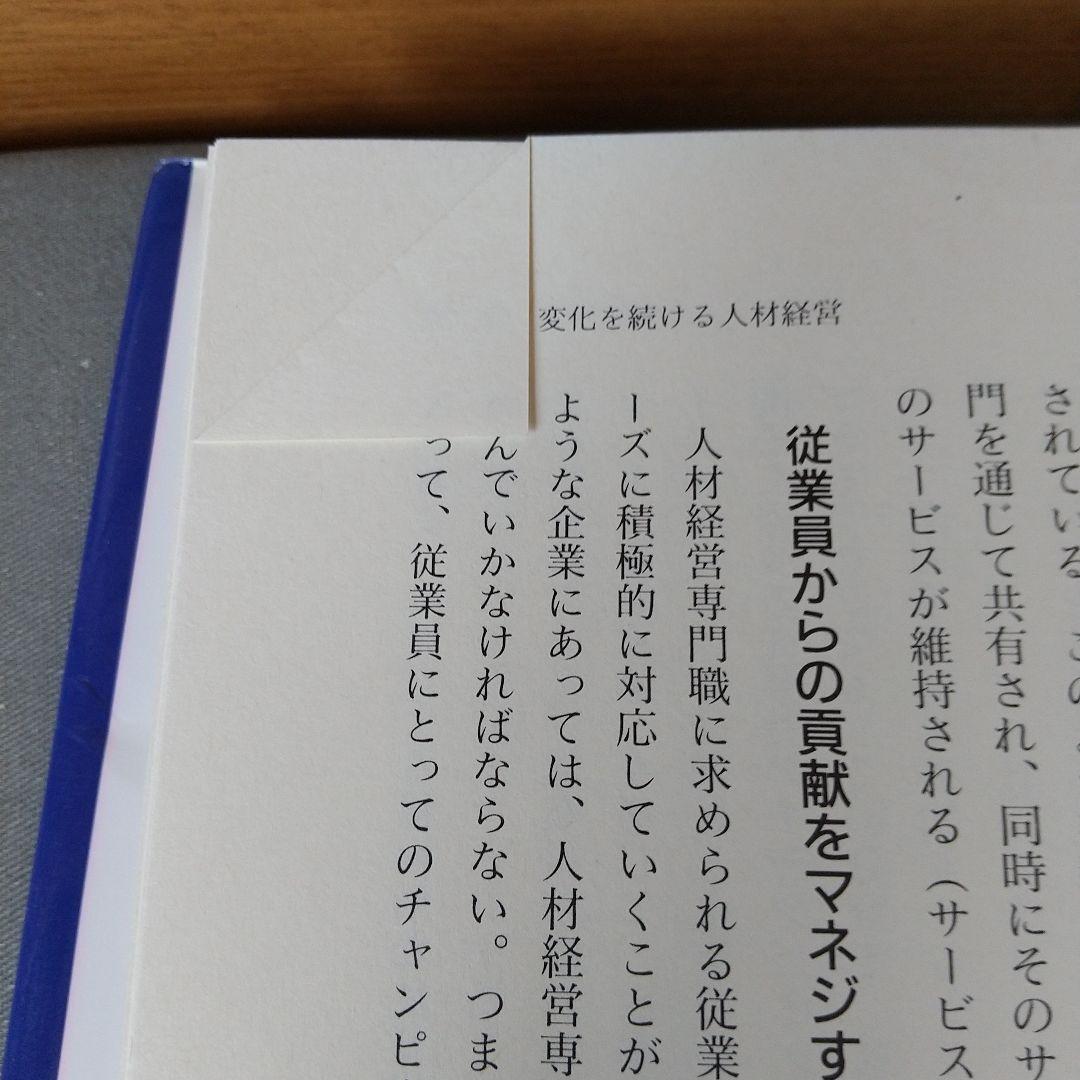 変化を続ける人材経営
されている。この
門を通じて共有され、同時にそのサ
のサービスが維持される（サービス
従業員からの貢献をマネジす
人材経営専門職に求められる従業
ーズに積極的に対応していくことが
ような企業にあっては、人材経営専
んでいかなければならない。つま
って、従業員にとってのチャンピ